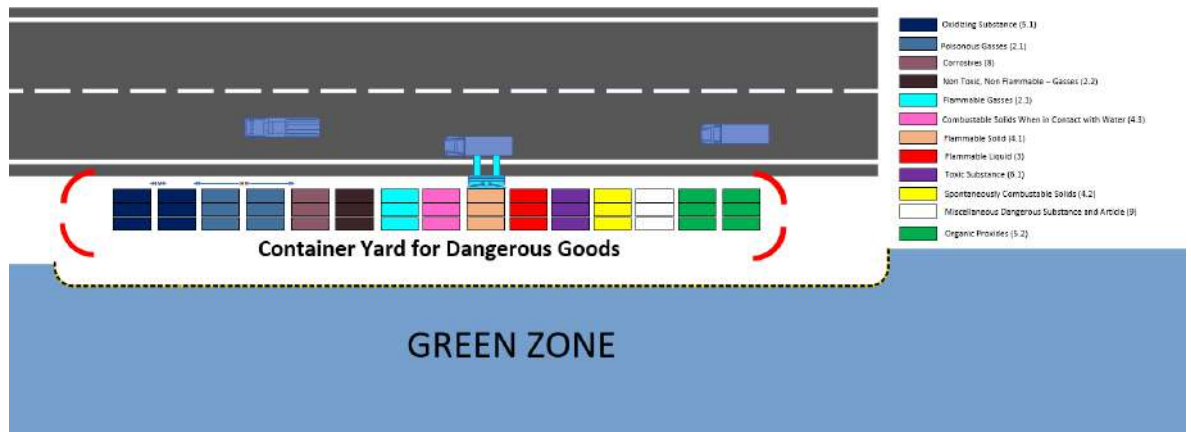 Oxidizing Substance (5.1)
Poisonous Gasses (2.1)
Corrosives (8)
Non Toxic, Non Flammable – Gasses (2.2)
Flammable Gasses (2.3)
Combustable Solids When in Contact with Water (4.3)
Flammable Solid (4.1)
Flammable Liquid (3)
Toxic Substance (6.1)
Spontaneously Combustable Solids (4.2)
Miscellaneous Dangerous Substance and Article (9)
Organic Proxides (5.2)
Container Yard for Dangerous Goods
GREEN ZONE